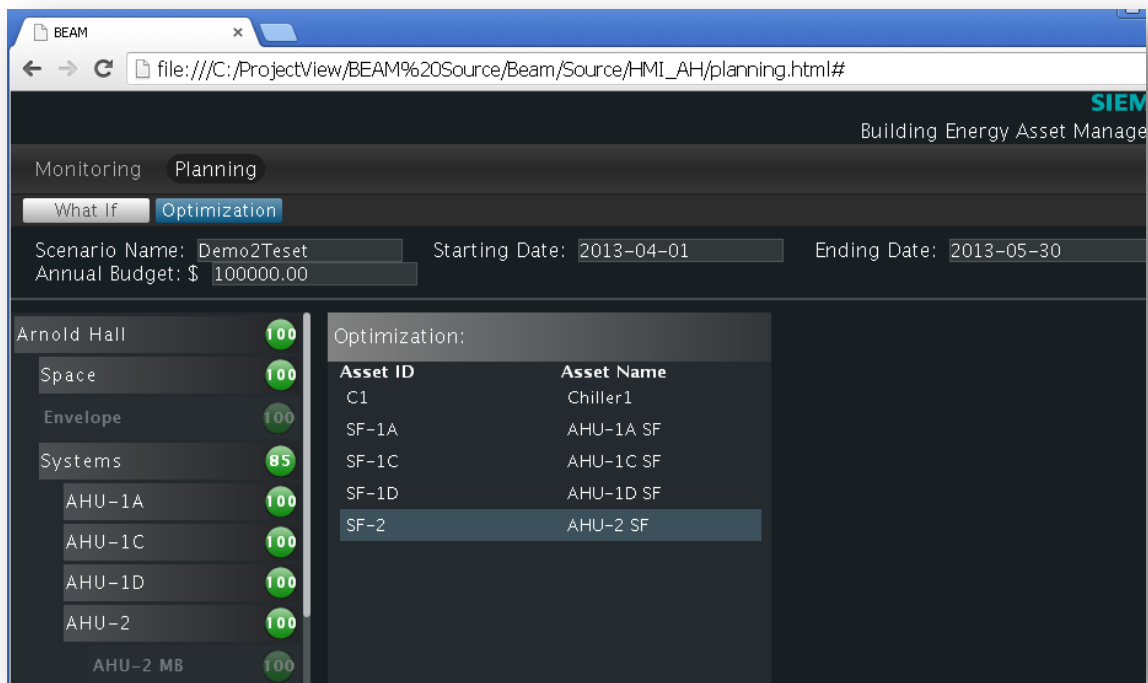 BEAM
file:///C:/ProjectView/BEAM%20Source/Beam/Source/HMI_AH/planning.html#
SIEM
Building Energy Asset Manage
Monitoring Planning
What If Optimization
Scenario Name: Demo2Teset Starting Date: 2013-04-01 Ending Date: 2013-05-30
Annual Budget: $ 100000.00
Arnold Hall 100
Space 100
Envelope 100
Systems 85
AHU-1A 100
AHU-1C 100
AHU-1D 100
AHU-2 100
AHU-2 MB 100
Optimization:
Asset ID Asset Name
C1 Chiller1
SF-1A AHU-1A SF
SF-1C AHU-1C SF
SF-1D AHU-1D SF
SF-2 AHU-2 SF